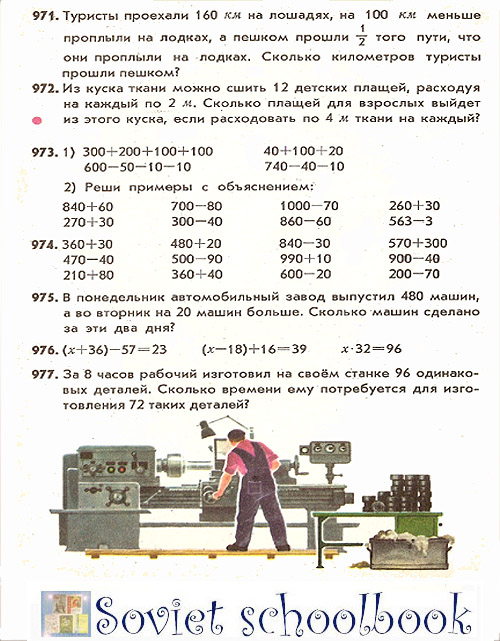 971. Туристы проехали 160 км на лошадях, на 100 км меньше
проплыли на лодках, а пешком прошли 1/2 того пути, что
они проплыли на лодках. Сколько километров туристы
прошли пешком?
972. Из куска ткани можно сшить 12 детских плащей, расходуя
на каждый по 2 м. Сколько плащей для взрослых выйдет
из этого куска, если расходовать по 4 м ткани на каждый?
973. 1) 300+200+100+100 40+100+20
600−50−10−10 740−40−10
2) Реши примеры с объяснением:
840+60 700−80 1000−70 260+30
270+30 300−40 860−60 563−3
974. 360+30 480+20 840−30 570+300
470−40 500−90 990+10 900−40
210+80 360+40 600−20 200−70
975. В понедельник автомобильный завод выпустил 480 машин,
а во вторник на 20 машин больше. Сколько машин сделано
за эти два дня?
976. (x+36)−57=23 (x−18)+16=39 x·32=96
977. За 8 часов рабочий изготовил на своём станке 96 одинако-
вых деталей. Сколько времени ему потребуется для изго-
товления 72 таких деталей?
Soviet schoolbook